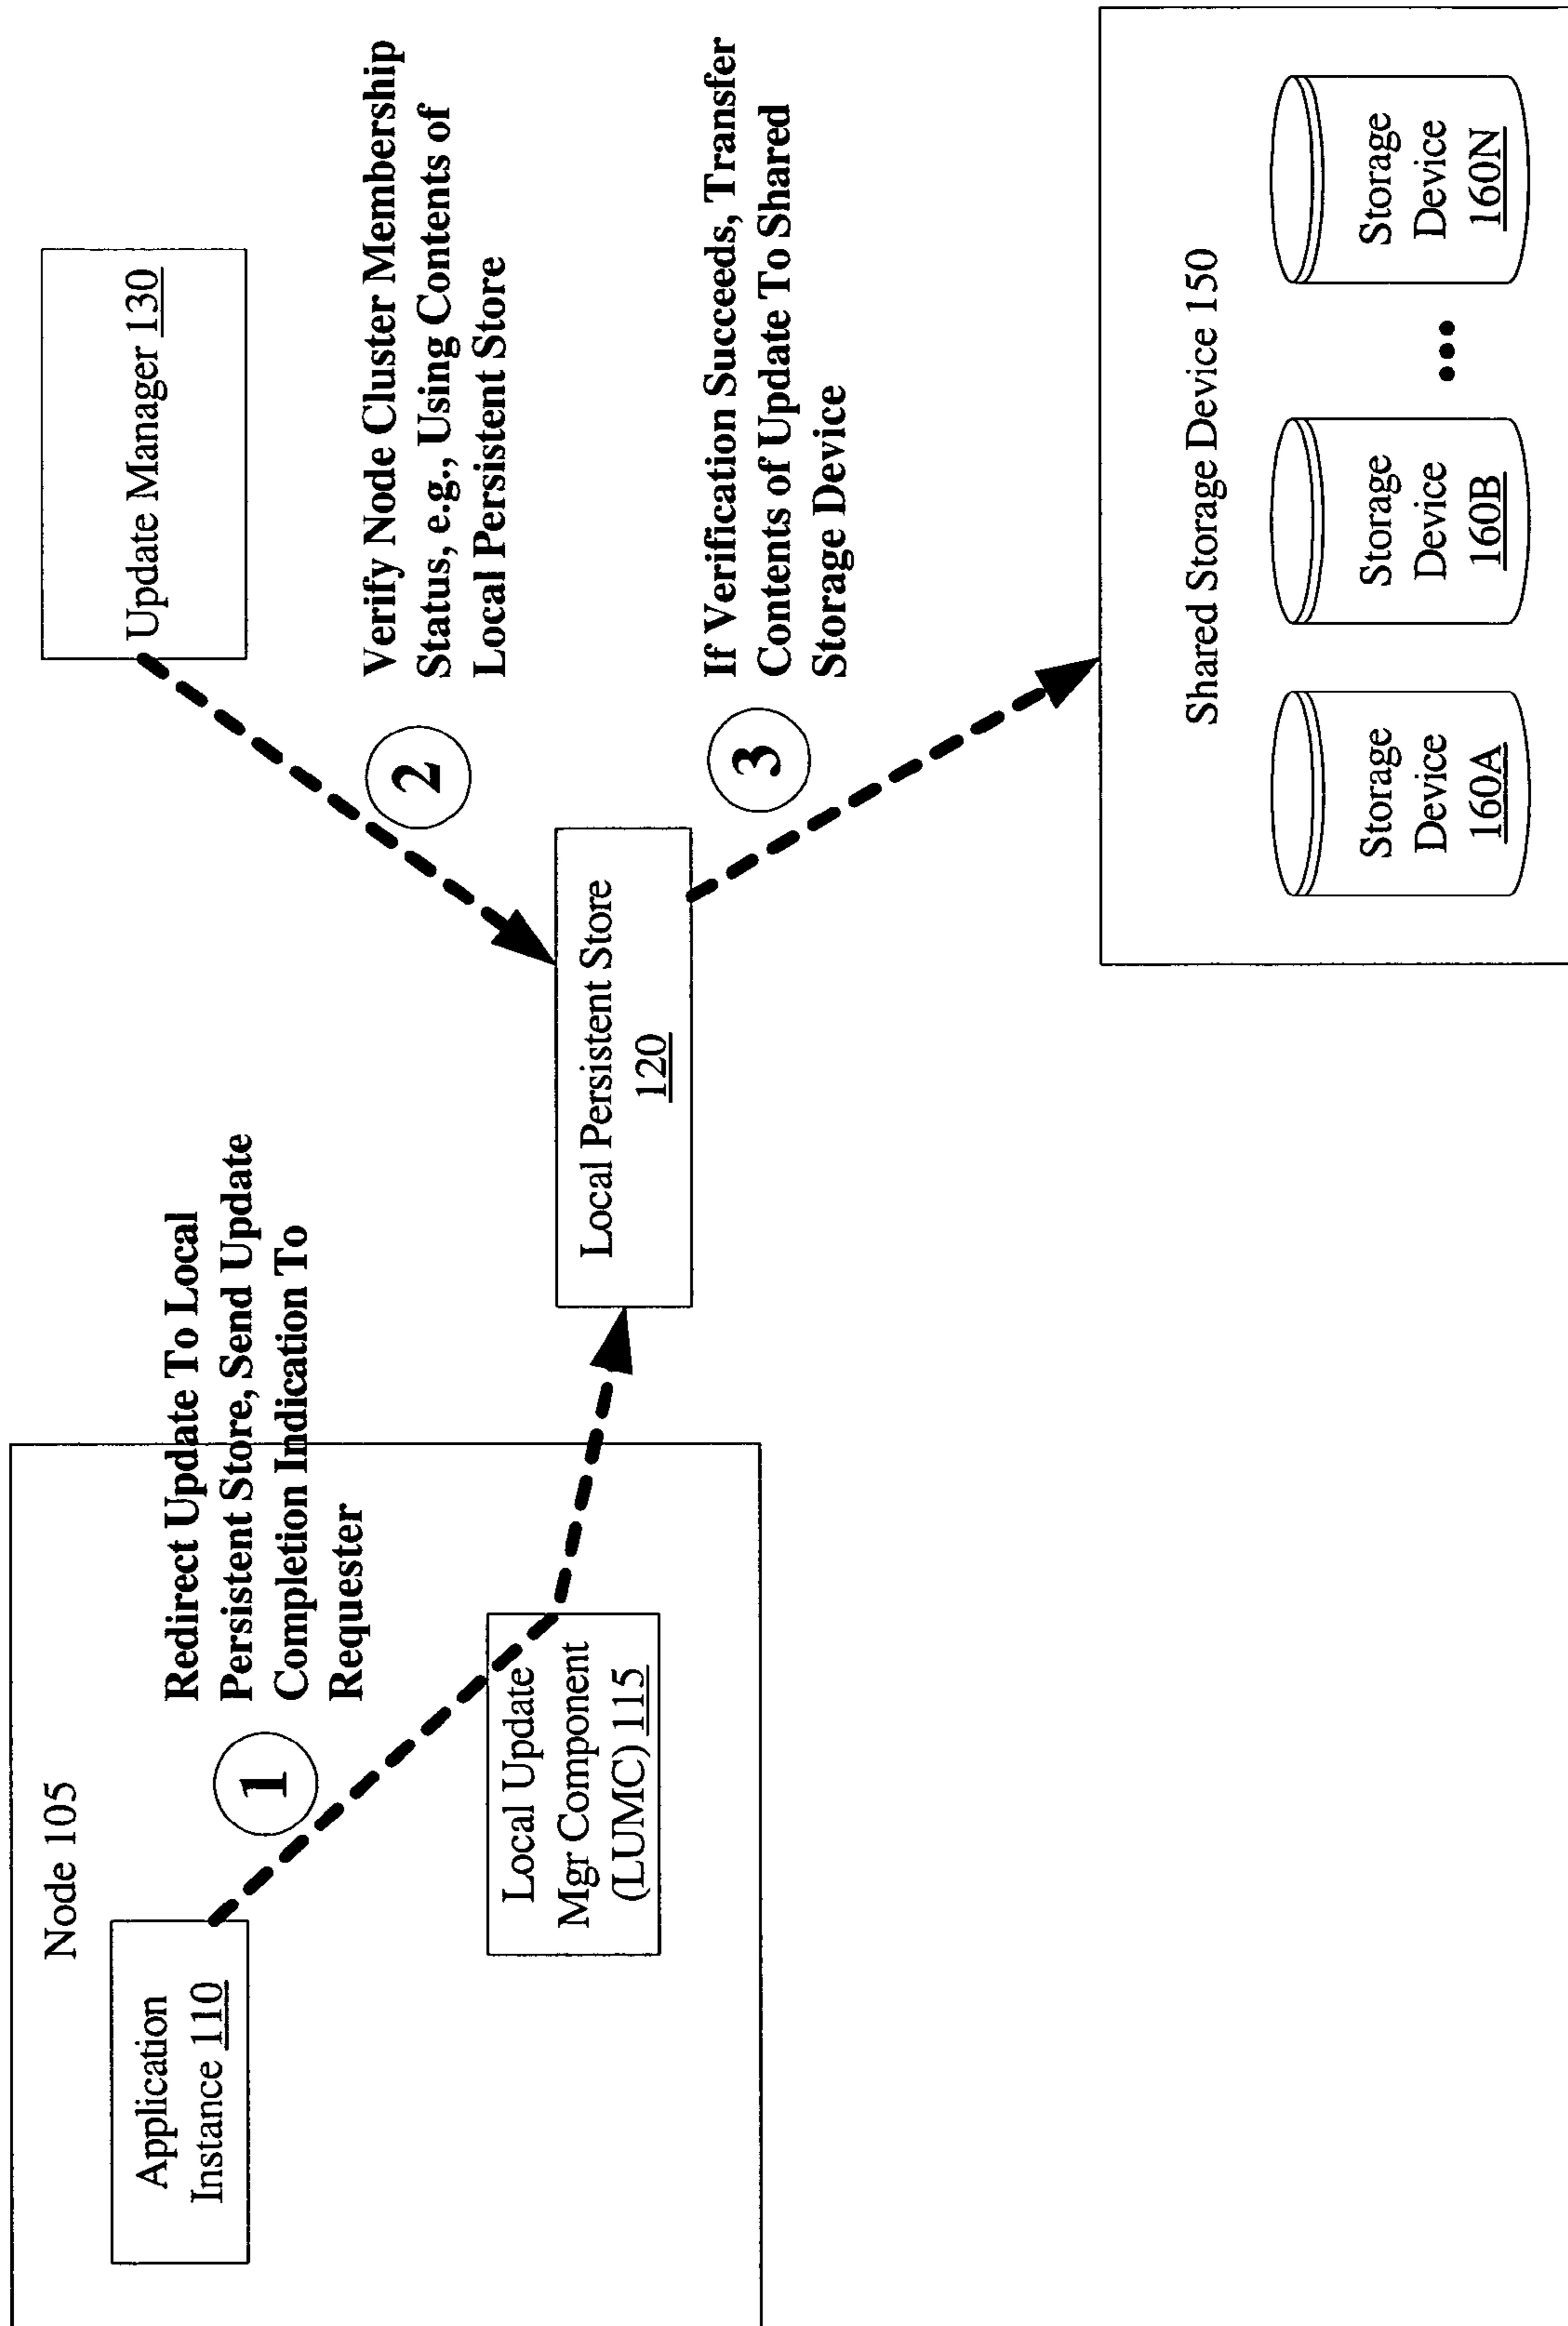 Node 105
Application
Instance 110
1
Redirect Update To Local
Persistent Store, Send Update
Completion Indication To
Requester
Local Update
Mgr Component
(LUMC) 115
Local Persistent Store
120
Update Manager 130
2
Verify Node Cluster Membership
Status, e.g., Using Contents of
Local Persistent Store
3
If Verification Succeeds, Transfer
Contents of Update To Shared
Storage Device
Shared Storage Device 150
Storage
Device
160A
Storage
Device
160B
•••
Storage
Device
160N